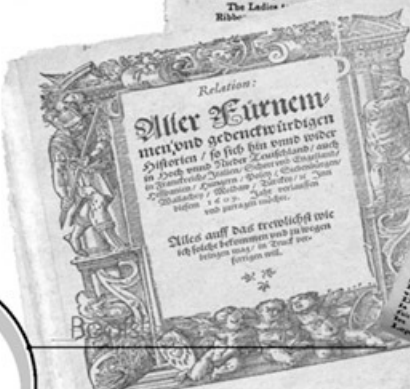 The Ladies
Relation:
Aller Fürnem-
men/vnd gedenckwürdigen
Historien / so sich hin vnnd wider
in Hoch vnnd Nieder Teutschland / auch
in Franckreich/ Italien/ Schott vnd Engelland/
Hisspanien / Hungern / Polen / Siebenbürgen/
Wallachey / Moldaw / Türckey / ꝛc. Inn
diesem 1609. Jahr verlauffen
vnd zutragen möchte.
Alles auff das trewlichst wie
ich solche bekommen vnd zu wegen
bringen mag / in Truck ver-
fertigen will.